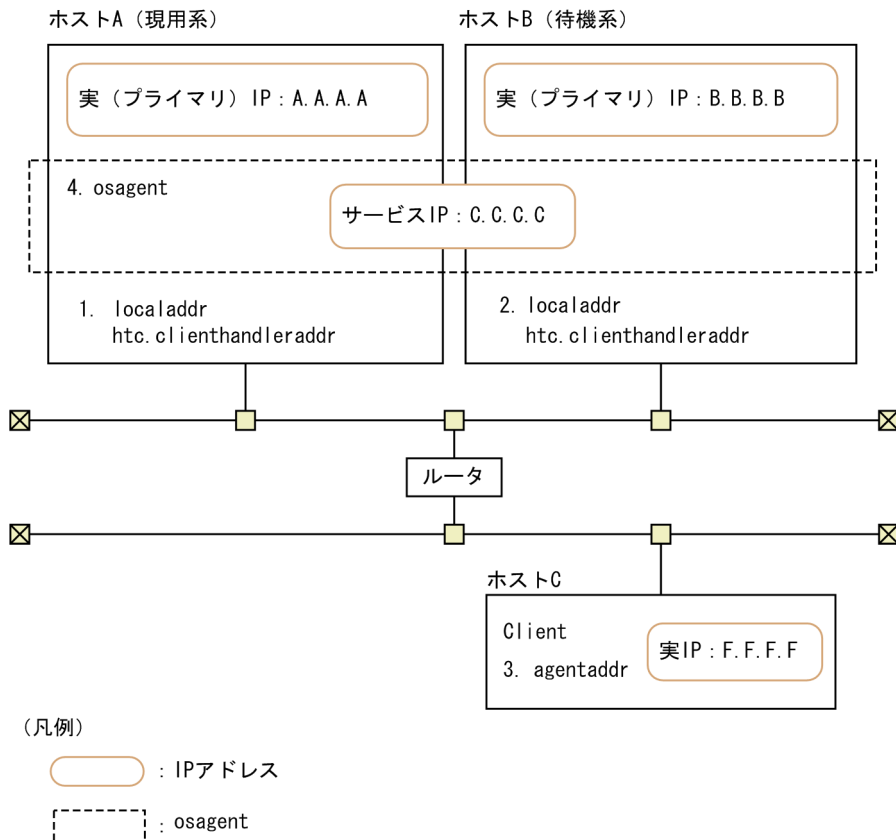 ホストA（現用系）
ホストB（待機系）
実（プライマリ）IP：A.A.A.A
実（プライマリ）IP：B.B.B.B
4. osagent
サービスIP：C.C.C.C
1. localaddr
htc.clienthandleraddr
2. localaddr
htc.clienthandleraddr
ルータ
ホストC
Client
3. agentaddr
実IP：F.F.F.F
（凡例）
：IPアドレス
：osagent